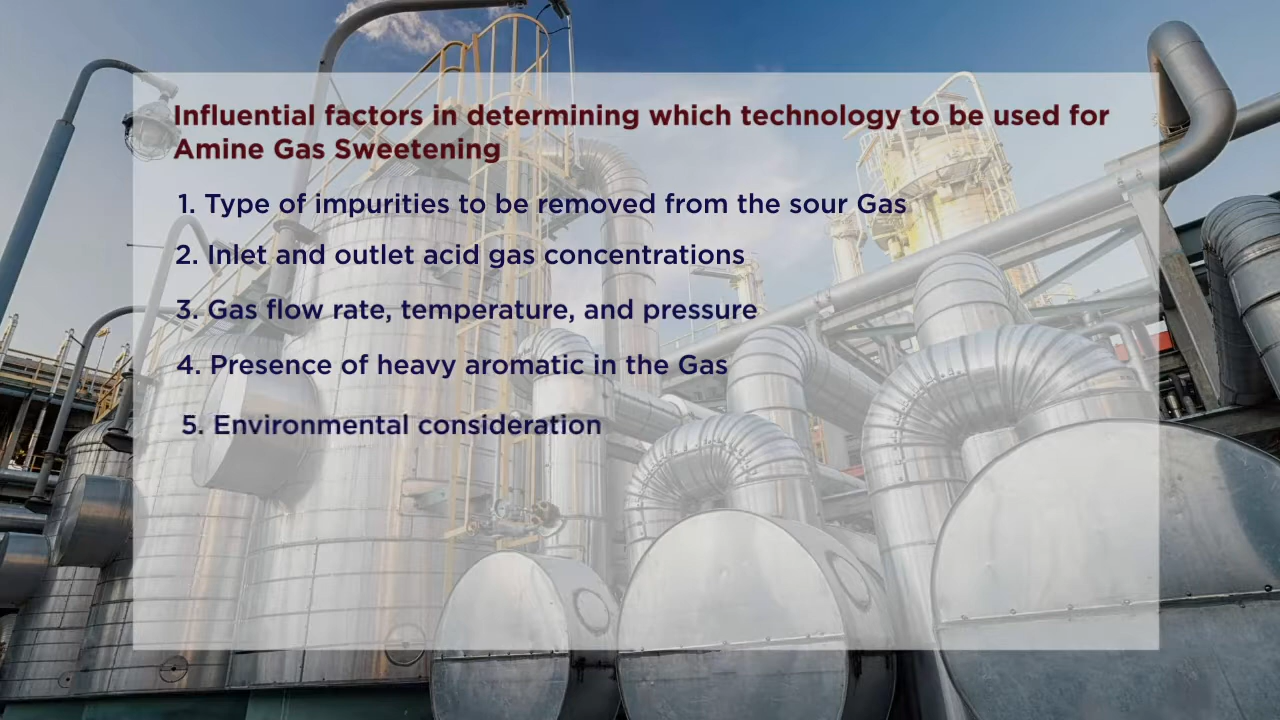 Influential factors in determining which technology to be used for
Amine Gas Sweetening
1. Type of impurities to be removed from the sour Gas
2. Inlet and outlet acid gas concentrations
3. Gas flow rate, temperature, and pressure
4. Presence of heavy aromatic in the Gas
5. Environmental consideration